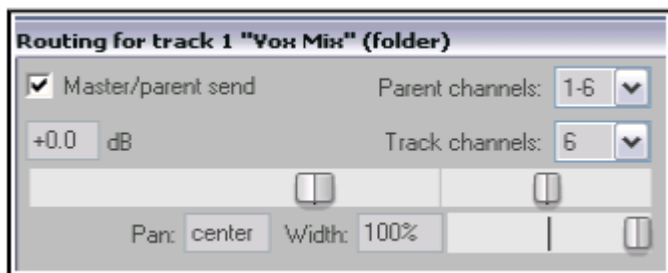 Routing for track 1 "Vox Mix" (folder)
Master/parent send Parent channels: 1-6
+0.0 dB Track channels: 6
Pan: center Width: 100%